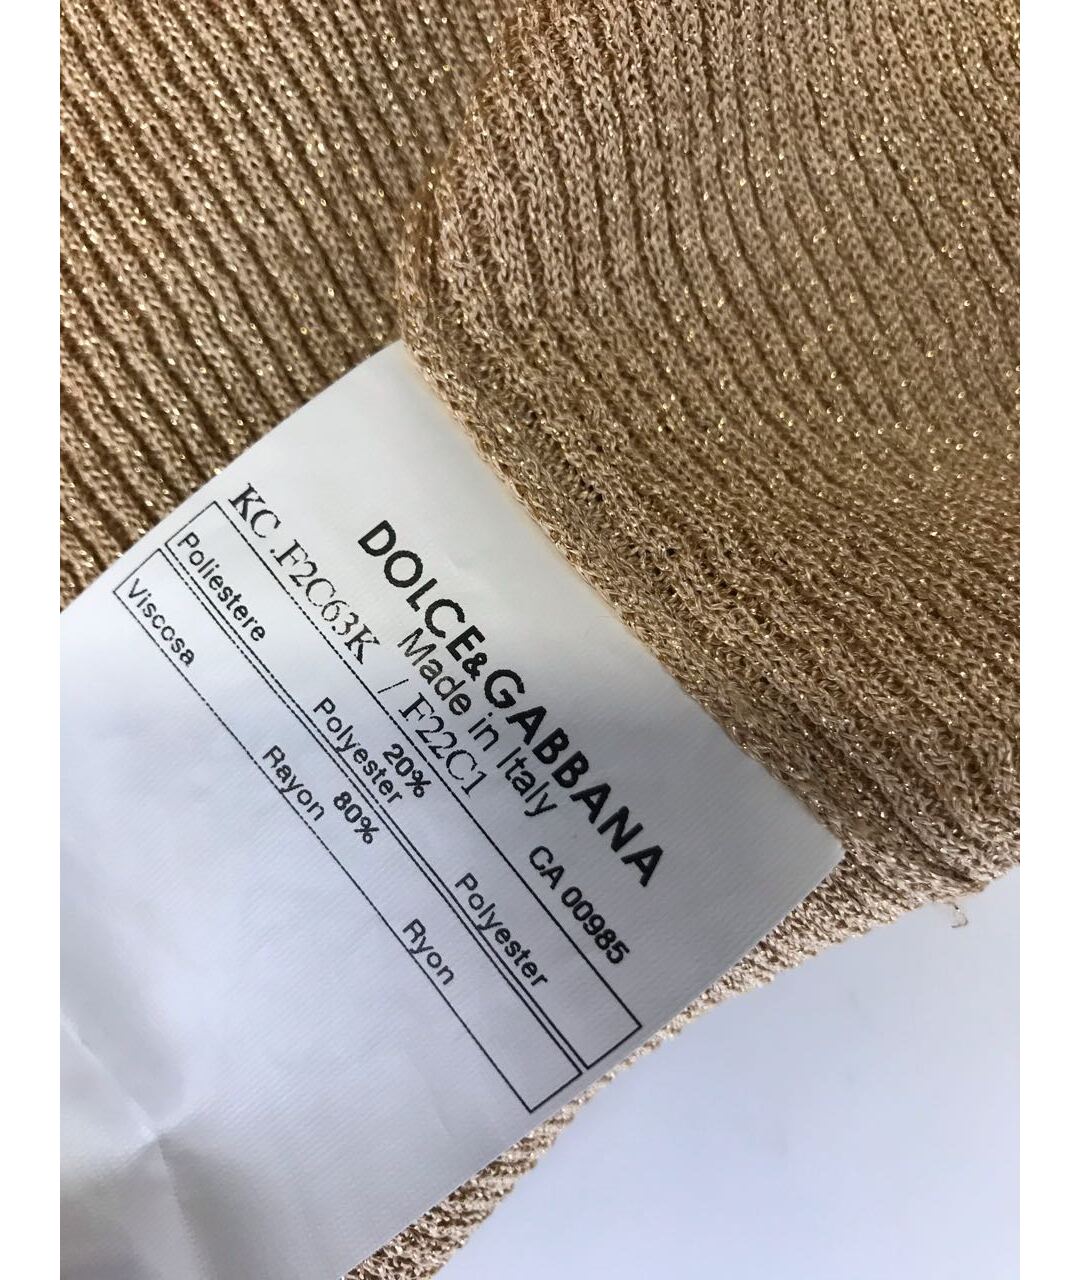 DOLCE&GABBANA
Made in Italy CA 00985
KC .F2C63K / F22C1
20%
Poliestere Polyester Polyester
80%
Viscosa Rayon Ryon